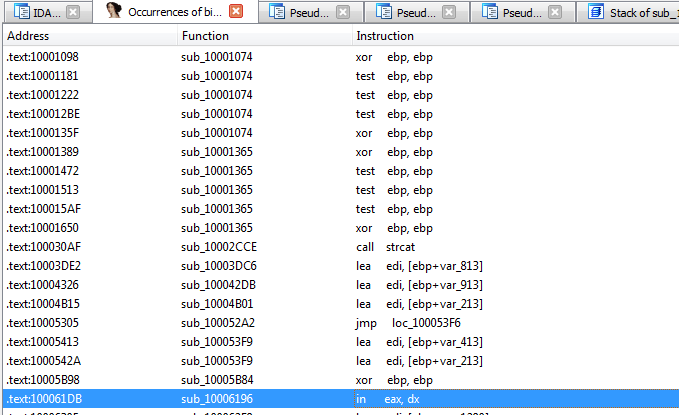 IDA... Occurrences of bi... Pseud... Pseud... Pseud... Stack of sub_1
Address Function Instruction
.text:10001098 sub_10001074 xor ebp, ebp
.text:10001181 sub_10001074 test ebp, ebp
.text:10001222 sub_10001074 test ebp, ebp
.text:100012BE sub_10001074 test ebp, ebp
.text:1000135F sub_10001074 xor ebp, ebp
.text:10001389 sub_10001365 xor ebp, ebp
.text:10001472 sub_10001365 test ebp, ebp
.text:10001513 sub_10001365 test ebp, ebp
.text:100015AF sub_10001365 test ebp, ebp
.text:10001650 sub_10001365 xor ebp, ebp
.text:100030AF sub_10002CCE call strcat
.text:10003DE2 sub_10003DC6 lea edi, [ebp+var_813]
.text:10004326 sub_100042DB lea edi, [ebp+var_913]
.text:10004B15 sub_10004B01 lea edi, [ebp+var_213]
.text:10005305 sub_100052A2 jmp loc_100053F6
.text:10005413 sub_100053F9 lea edi, [ebp+var_413]
.text:1000542A sub_100053F9 lea edi, [ebp+var_213]
.text:10005B98 sub_10005B84 xor ebp, ebp
.text:100061DB sub_10006196 in eax, dx